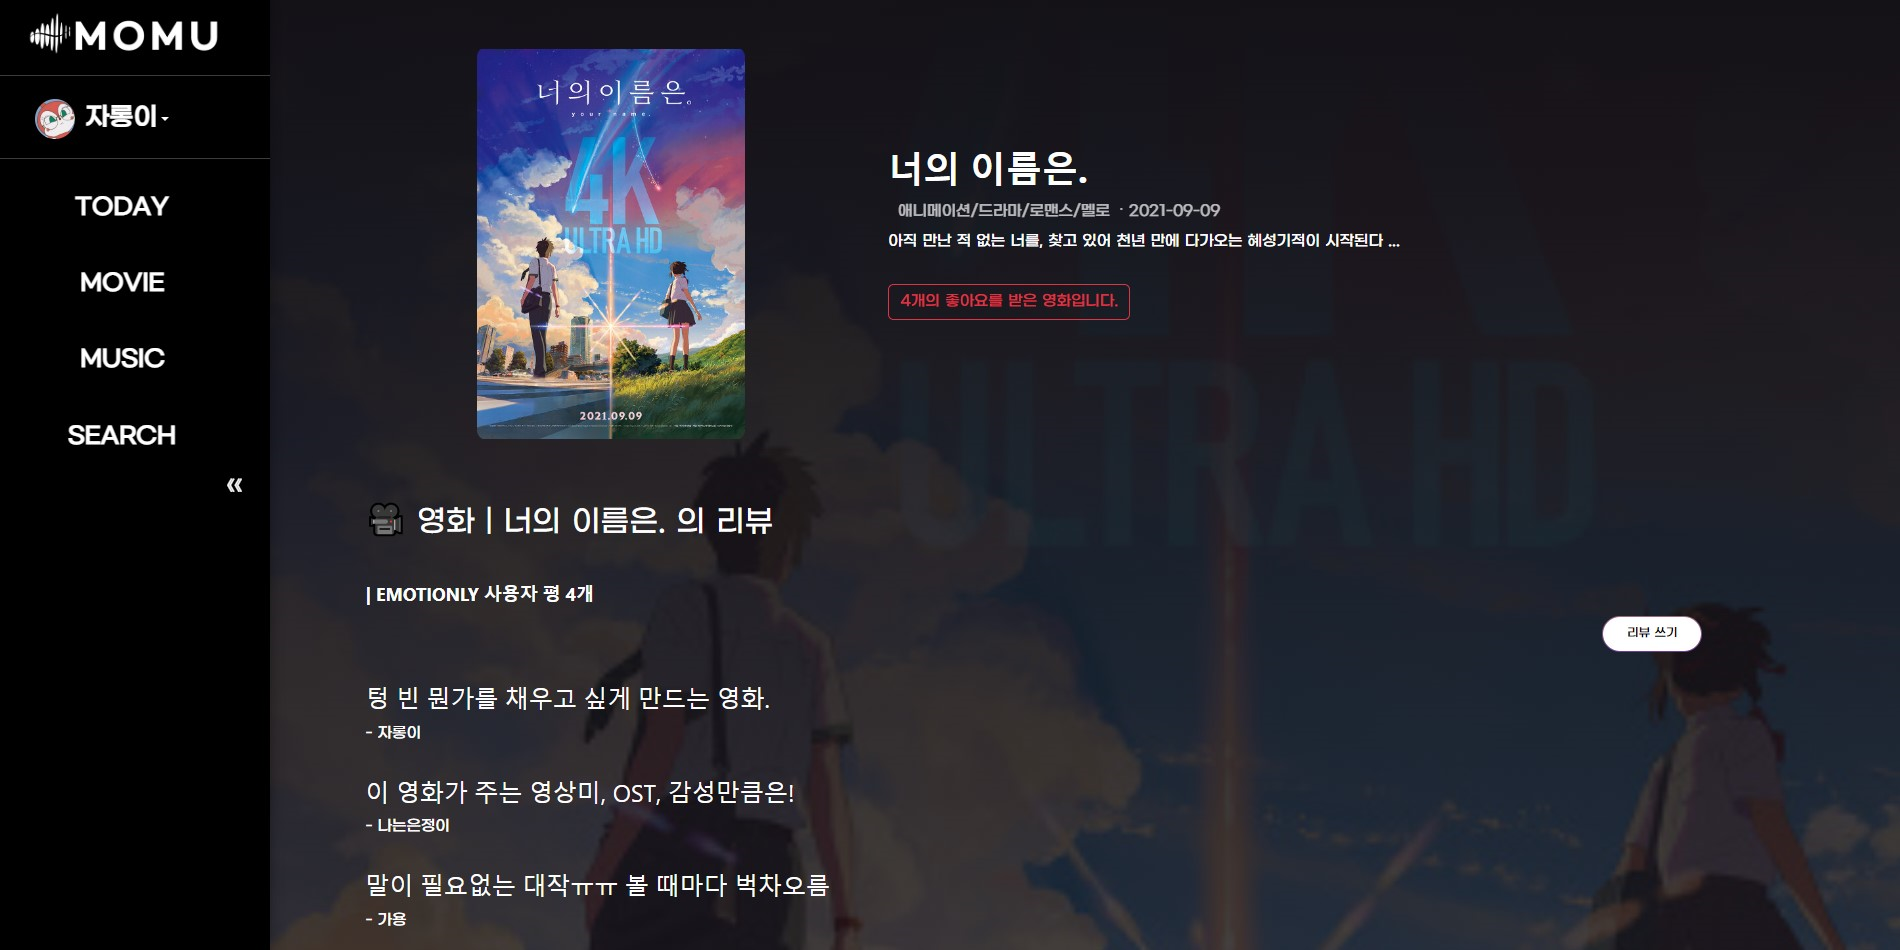 MOMU
자롱이
TODAY
MOVIE
MUSIC
SEARCH
«
너의이름은。
your name.
4K
ULTRA HD
2021.09.09
너의 이름은.
애니메이션/드라마/로맨스/멜로 · 2021-09-09
아직 만난 적 없는 너를, 찾고 있어 천년 만에 다가오는 혜성기적이 시작된다 ...
4개의 좋아요를 받은 영화입니다.
영화 | 너의 이름은. 의 리뷰
| EMOTIONLY 사용자 평 4개
리뷰 쓰기
텅 빈 뭔가를 채우고 싶게 만드는 영화.
- 자롱이
이 영화가 주는 영상미, OST, 감성만큼은!
- 나는은정이
말이 필요없는 대작ㅠㅠ 볼 때마다 벅차오름
- 가용
ULTRA HD